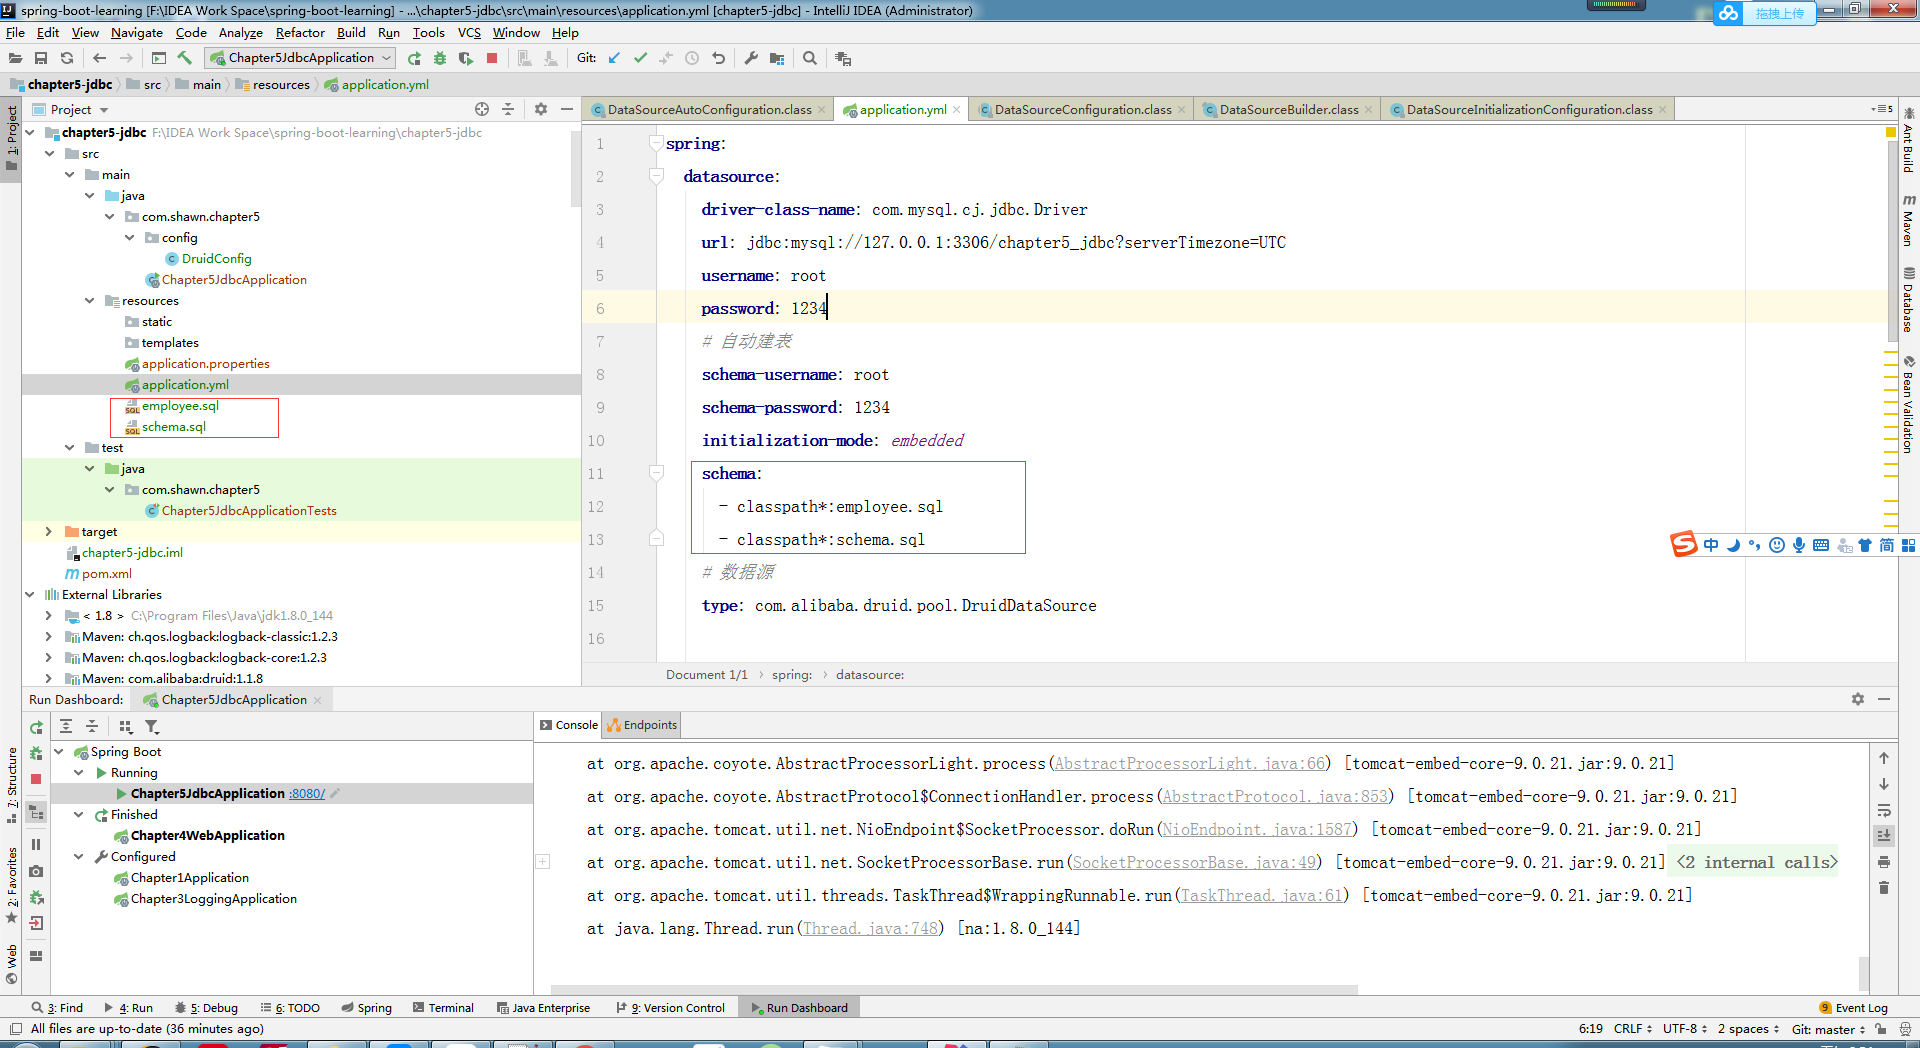 spring-boot-learning [F:\IDEA Work Space\spring-boot-learning] - ...\chapter5-jdbc\src\main\resources\application.yml [chapter5-jdbc] - IntelliJ IDEA (Administrator)
拖拽上传
File Edit View Navigate Code Analyze Refactor Build Run Tools VCS Window Help
Chapter5JdbcApplication Git:
chapter5-jdbc src main resources application.yml
Project
DataSourceAutoConfiguration.class application.yml DataSourceConfiguration.class DataSourceBuilder.class DataSourceInitializationConfiguration.class 5
1: Project
chapter5-jdbc F:\IDEA Work Space\spring-boot-learning\chapter5-jdbc
src
main
java
com.shawn.chapter5
config
DruidConfig
Chapter5JdbcApplication
resources
static
templates
application.properties
application.yml
employee.sql
schema.sql
test
java
com.shawn.chapter5
Chapter5JdbcApplicationTests
target
chapter5-jdbc.iml
pom.xml
External Libraries
< 1.8 > C:\Program Files\Java\jdk1.8.0_144
Maven: ch.qos.logback:logback-classic:1.2.3
Maven: ch.qos.logback:logback-core:1.2.3
Maven: com.alibaba:druid:1.1.8
1 spring:
2 datasource:
3 driver-class-name: com.mysql.cj.jdbc.Driver
4 url: jdbc:mysql://127.0.0.1:3306/chapter5_jdbc?serverTimezone=UTC
5 username: root
6 password: 1234
7 # 自动建表
8 schema-username: root
9 schema-password: 1234
10 initialization-mode: embedded
11 schema:
12 - classpath*:employee.sql
13 - classpath*:schema.sql
14 # 数据源
15 type: com.alibaba.druid.pool.DruidDataSource
16
Document 1/1 spring: datasource:
Ant Build
Maven
Database
Bean Validation
中 简
Run Dashboard: Chapter5JdbcApplication
Console Endpoints
Spring Boot
Running
Chapter5JdbcApplication :8080/
Finished
Chapter4WebApplication
Configured
Chapter1Application
Chapter3LoggingApplication
7: Structure
2: Favorites
Web
at org.apache.coyote.AbstractProcessorLight.process(AbstractProcessorLight.java:66) [tomcat-embed-core-9.0.21.jar:9.0.21]
at org.apache.coyote.AbstractProtocol$ConnectionHandler.process(AbstractProtocol.java:853) [tomcat-embed-core-9.0.21.jar:9.0.21]
at org.apache.tomcat.util.net.NioEndpoint$SocketProcessor.doRun(NioEndpoint.java:1587) [tomcat-embed-core-9.0.21.jar:9.0.21]
at org.apache.tomcat.util.net.SocketProcessorBase.run(SocketProcessorBase.java:49) [tomcat-embed-core-9.0.21.jar:9.0.21] <2 internal calls>
at org.apache.tomcat.util.threads.TaskThread$WrappingRunnable.run(TaskThread.java:61) [tomcat-embed-core-9.0.21.jar:9.0.21]
at java.lang.Thread.run(Thread.java:748) [na:1.8.0_144]
3: Find 4: Run 5: Debug 6: TODO Spring Terminal Java Enterprise 9: Version Control Run Dashboard 9 Event Log
All files are up-to-date (36 minutes ago) 6:19 CRLF UTF-8 2 spaces Git: master